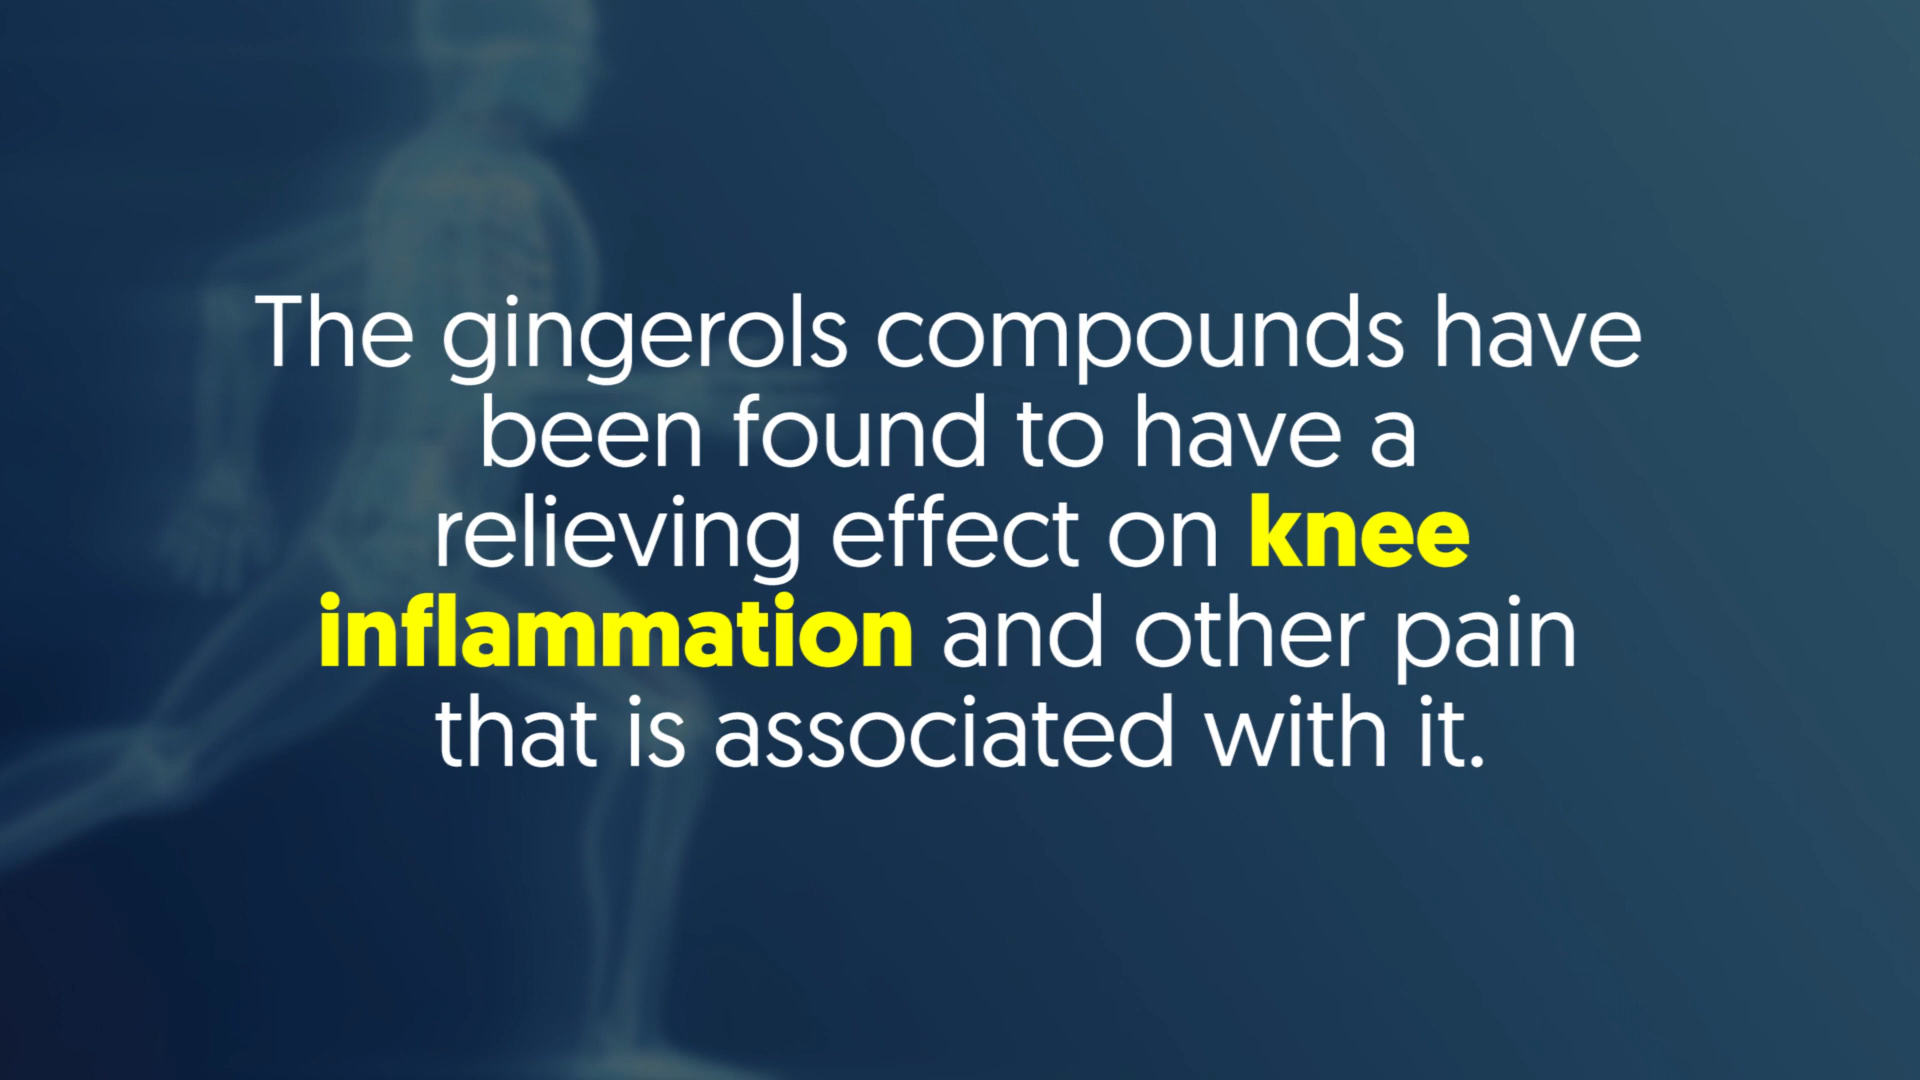 The gingerols compounds have
been found to have a
relieving effect on knee
inflammation and other pain
that is associated with it.